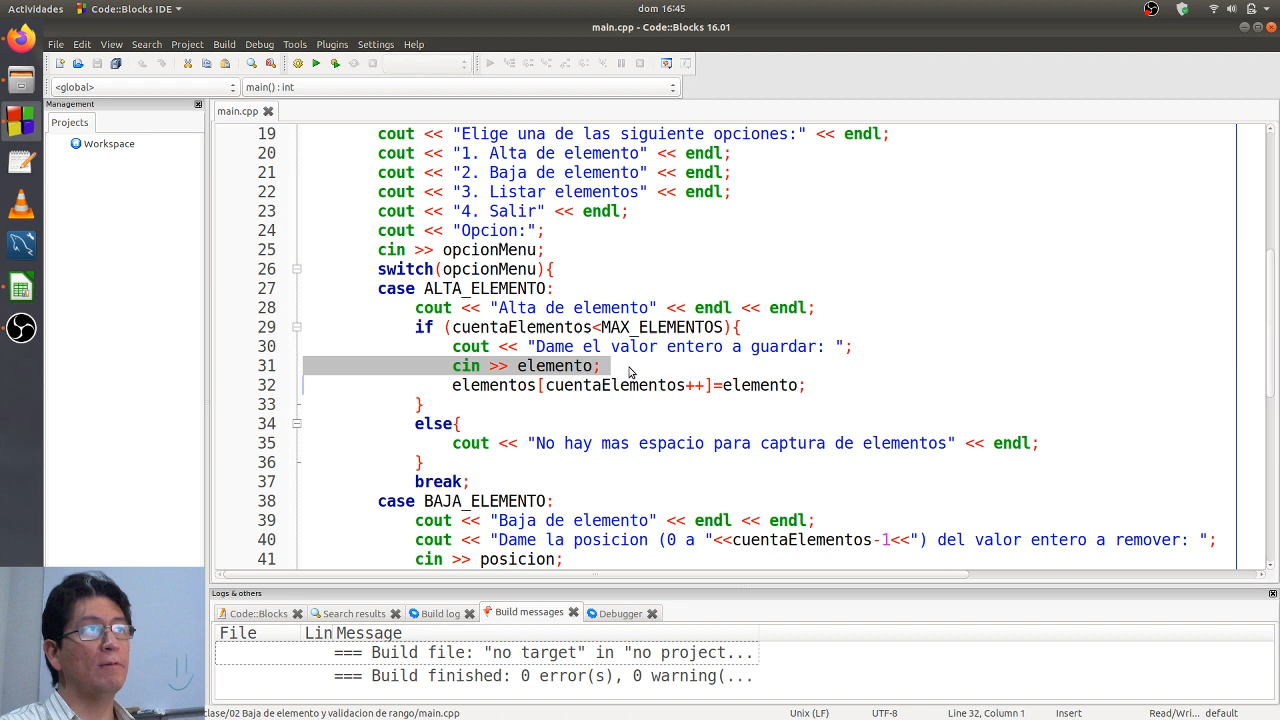 Actividades
Code::Blocks IDE
dom 16:45
main.cpp - Code::Blocks 16.01
File Edit View Search Project Build Debug Tools Plugins Settings Help
<global>
main() : int
Management
Projects
Workspace
main.cpp
19 cout << "Elige una de las siguiente opciones:" << endl;
20 cout << "1. Alta de elemento" << endl;
21 cout << "2. Baja de elemento" << endl;
22 cout << "3. Listar elementos" << endl;
23 cout << "4. Salir" << endl;
24 cout << "Opcion:";
25 cin >> opcionMenu;
26 switch(opcionMenu){
27 case ALTA_ELEMENTO:
28 cout << "Alta de elemento" << endl << endl;
29 if (cuentaElementos<MAX_ELEMENTOS){
30 cout << "Dame el valor entero a guardar: ";
31 cin >> elemento;
32 elementos[cuentaElementos++]=elemento;
33 }
34 else{
35 cout << "No hay mas espacio para captura de elementos" << endl;
36 }
37 break;
38 case BAJA_ELEMENTO:
39 cout << "Baja de elemento" << endl << endl;
40 cout << "Dame la posicion (0 a "<<cuentaElementos-1<<") del valor entero a remover: ";
41 cin >> posicion;
Logs & others
Code::Blocks
Search results
Build log
Build messages
Debugger
File Lin Message
=== Build file: "no target" in "no project...
=== Build finished: 0 error(s), 0 warning(...
clase/02 Baja de elemento y validacion de rango/main.cpp
Unix (LF)
UTF-8
Line 32, Column 1
Insert
Read/Wri...
default